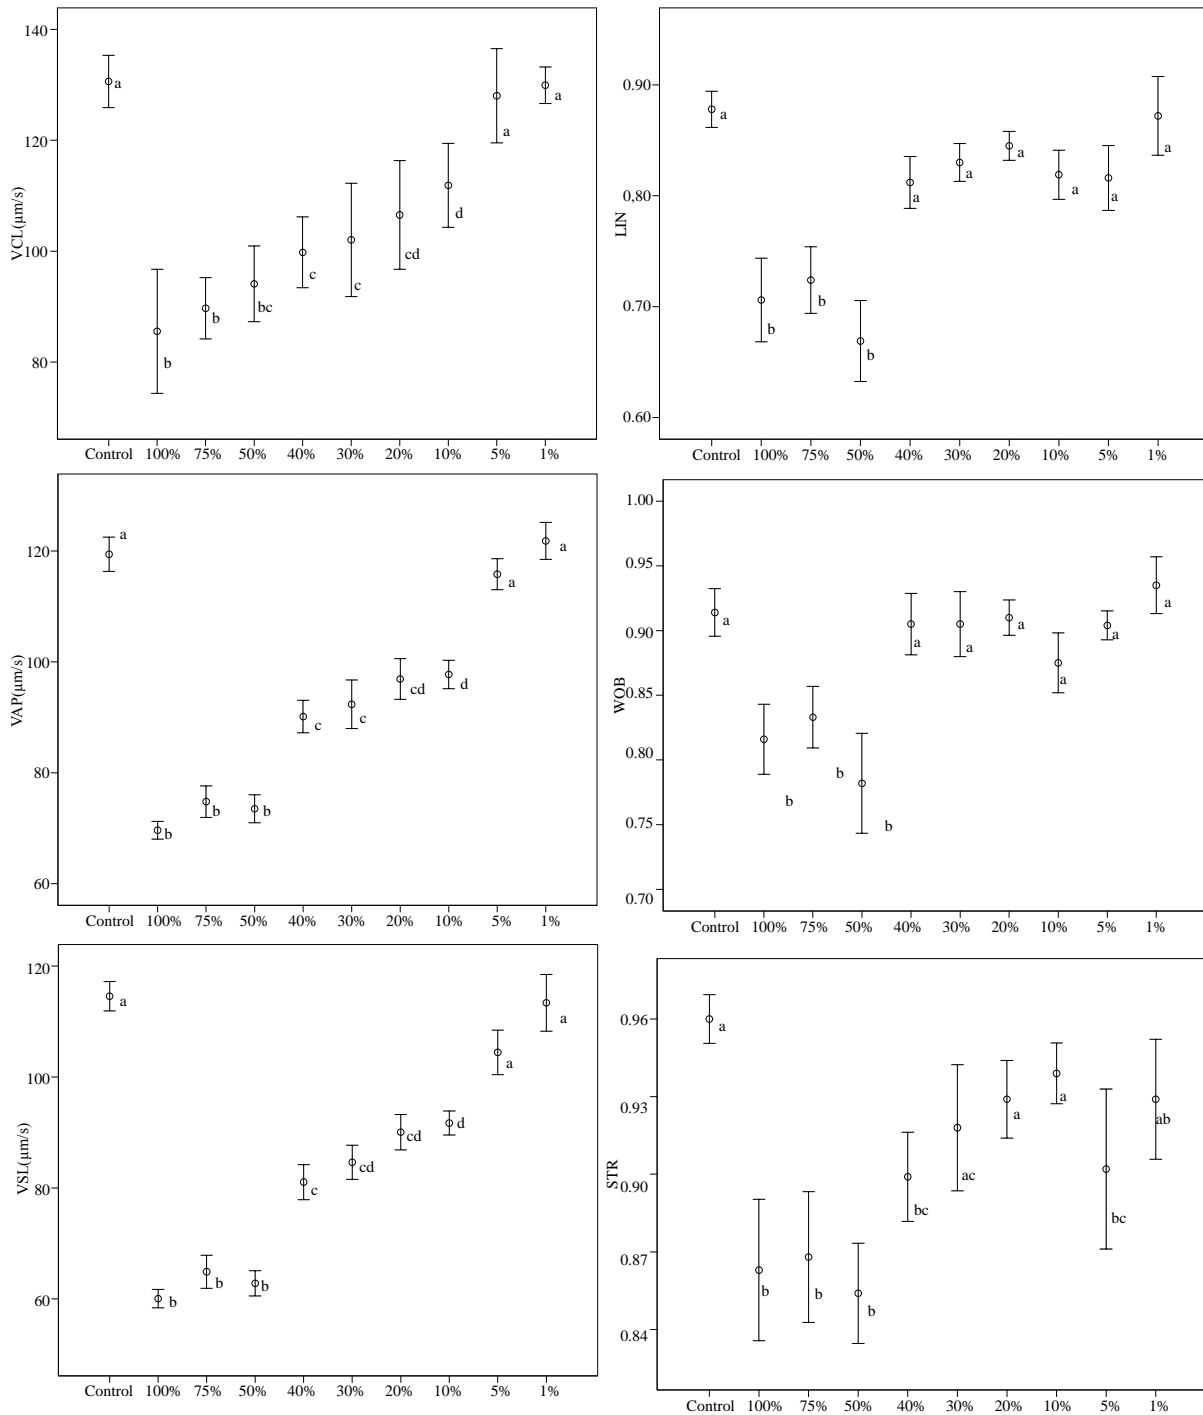 140
120
100
80
VCL(µm/s)
a
b
b
bc
c
c
cd
d
a
a
Control 100% 75% 50% 40% 30% 20% 10% 5% 1%
0.90
0,80
0.70
0.60
LIN
a
b
b
b
a
a
a
a
a
a
Control 100% 75% 50% 40% 30% 20% 10% 5% 1%
120
100
80
60
VAP(µm/s)
a
b
b
b
c
c
cd
d
a
a
Control 100% 75% 50% 40% 30% 20% 10% 5% 1%
1.00
0.95
0.90
0.85
0.80
0.75
0.70
WOB
a
b
b
b
a
a
a
a
a
a
Control 100% 75% 50% 40% 30% 20% 10% 5% 1%
120
100
80
60
VSL(µm/s)
a
b
b
b
c
cd
cd
d
a
a
Control 100% 75% 50% 40% 30% 20% 10% 5% 1%
0.96
0.93
0.90
0.87
0.84
STR
a
b
b
b
bc
ac
a
a
bc
ab
Control 100% 75% 50% 40% 30% 20% 10% 5% 1%